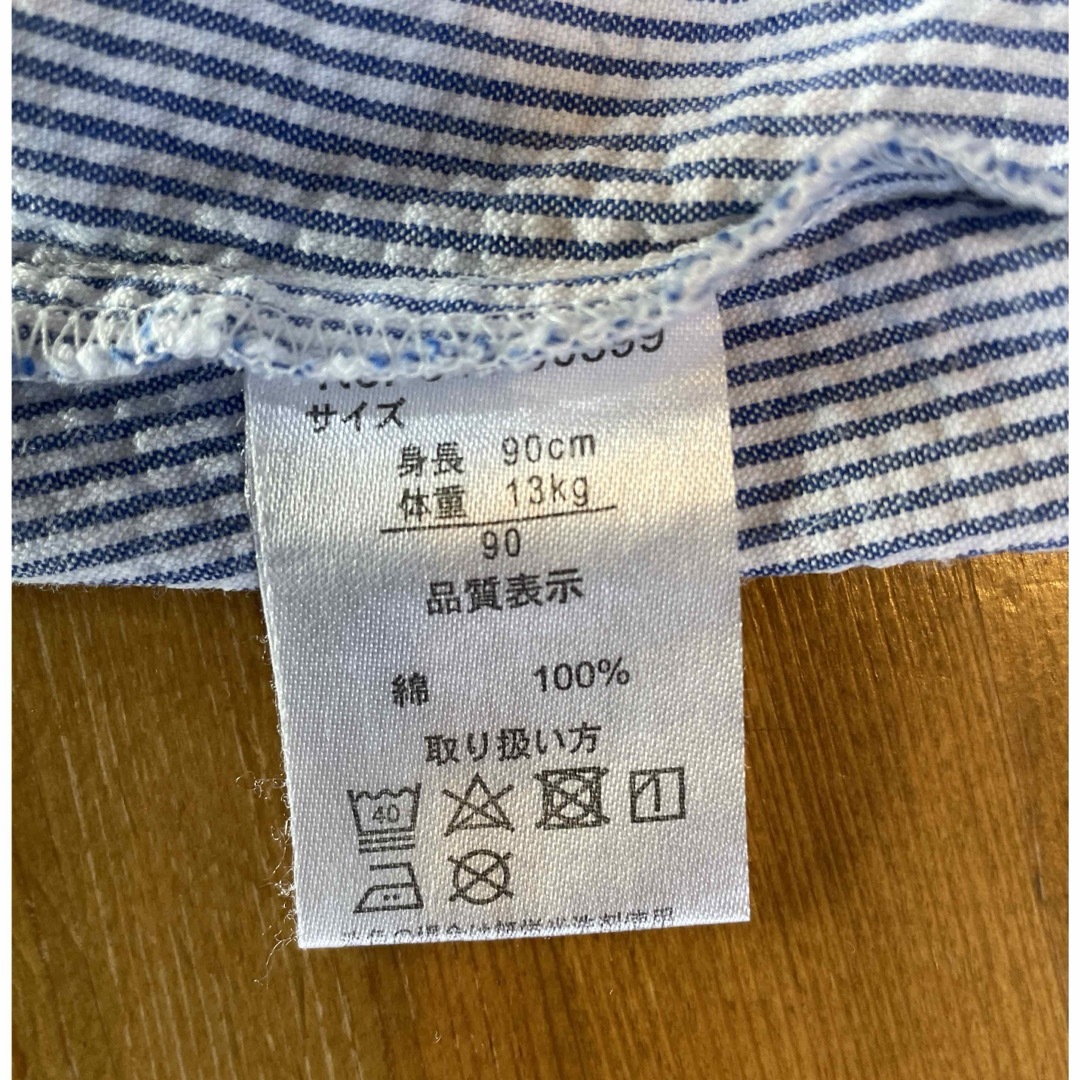 サイズ
身長 90cm
体重 13kg
90
品質表示
綿 100%
取り扱い方
40